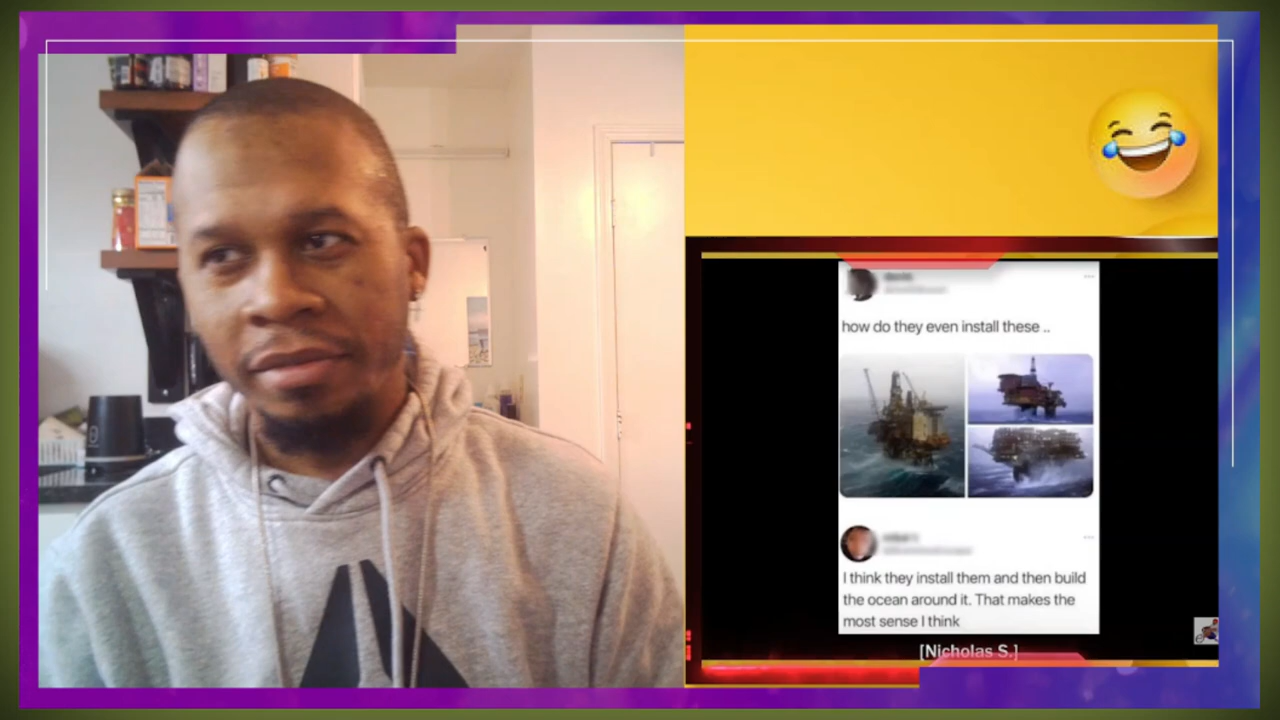 how do they even install these ..
I think they install them and then build
the ocean around it. That makes the
most sense I think
[Nicholas S.]